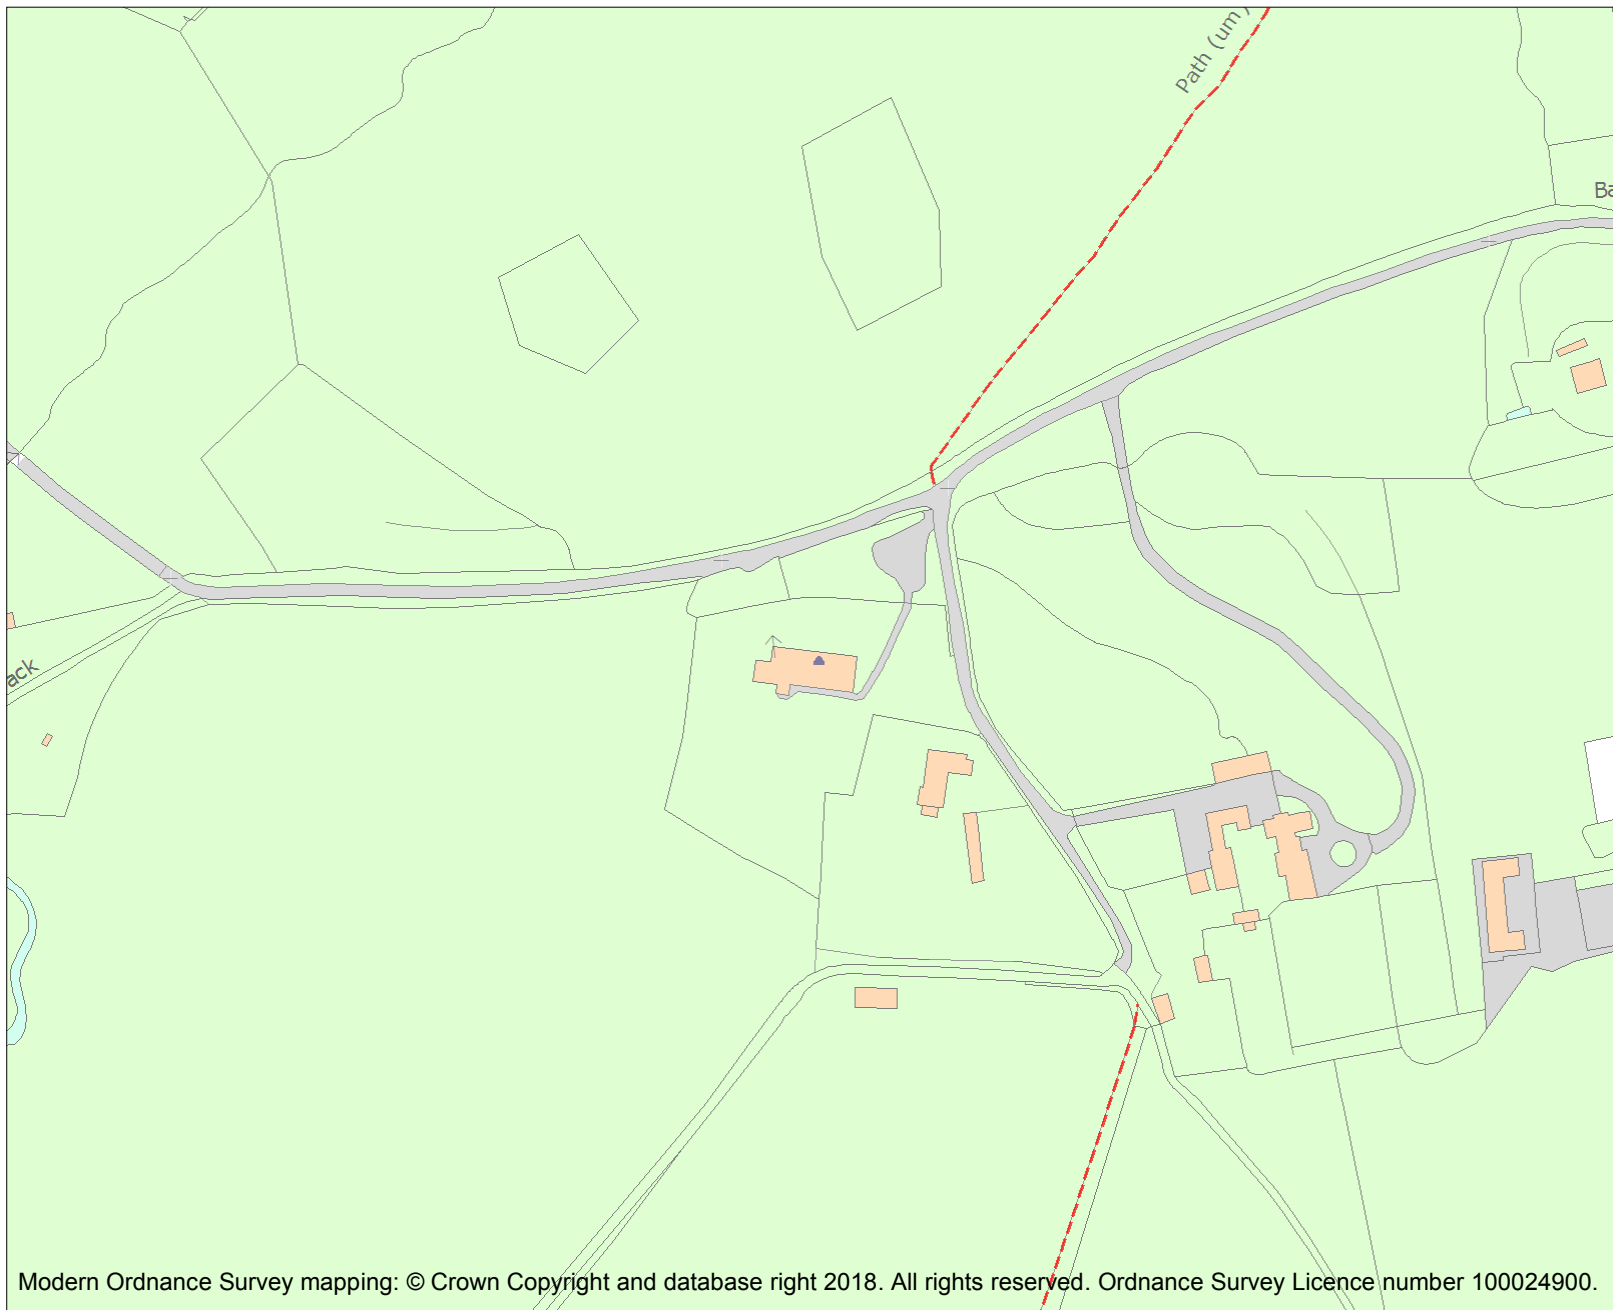 Path (um)
Ba
ack
Modern Ordnance Survey mapping: © Crown Copyright and database right 2018. All rights reserved. Ordnance Survey Licence number 100024900.